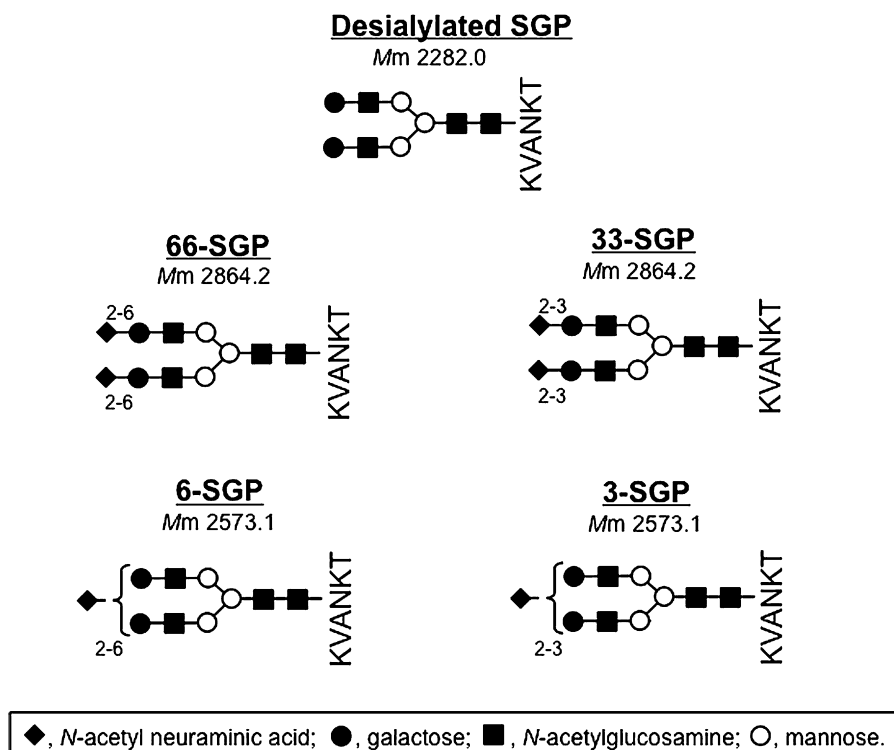 Desialylated SGP
Mm 2282.0
KVANKT
66-SGP
Mm 2864.2
2-6
2-6
KVANKT
33-SGP
Mm 2864.2
2-3
2-3
KVANKT
6-SGP
Mm 2573.1
2-6
KVANKT
3-SGP
Mm 2573.1
2-3
KVANKT
, N-acetyl neuraminic acid; , galactose; , N-acetylglucosamine; , mannose.